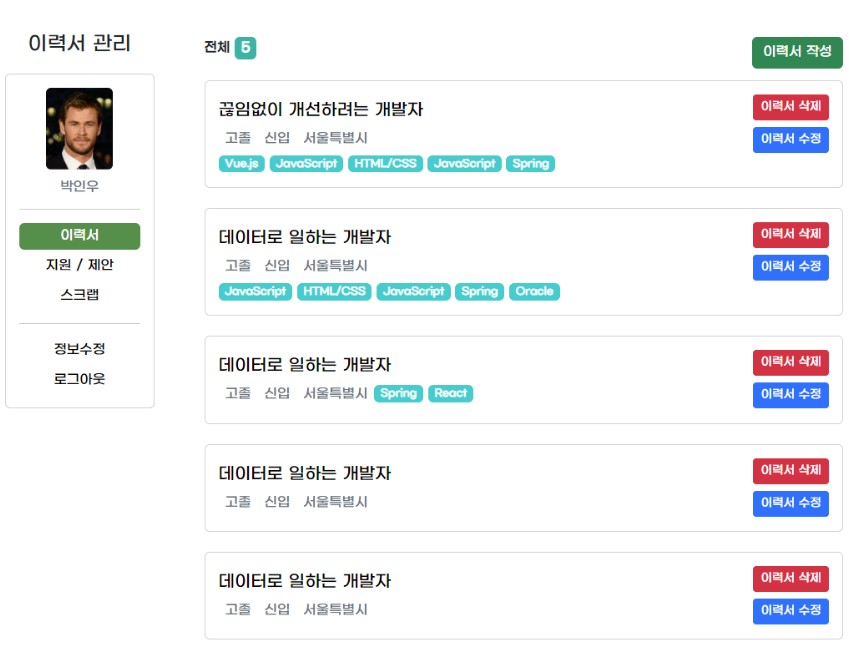 이력서 관리
박인우
이력서
지원 / 제안
스크랩
정보수정
로그아웃
전체 5
이력서 작성
끊임없이 개선하려는 개발자
고졸 신입 서울특별시
Vue.js JavaScript HTML/CSS JavaScript Spring
이력서 삭제
이력서 수정
데이터로 일하는 개발자
고졸 신입 서울특별시
JavaScript HTML/CSS JavaScript Spring Oracle
이력서 삭제
이력서 수정
데이터로 일하는 개발자
고졸 신입 서울특별시 Spring React
이력서 삭제
이력서 수정
데이터로 일하는 개발자
고졸 신입 서울특별시
이력서 삭제
이력서 수정
데이터로 일하는 개발자
고졸 신입 서울특별시
이력서 삭제
이력서 수정